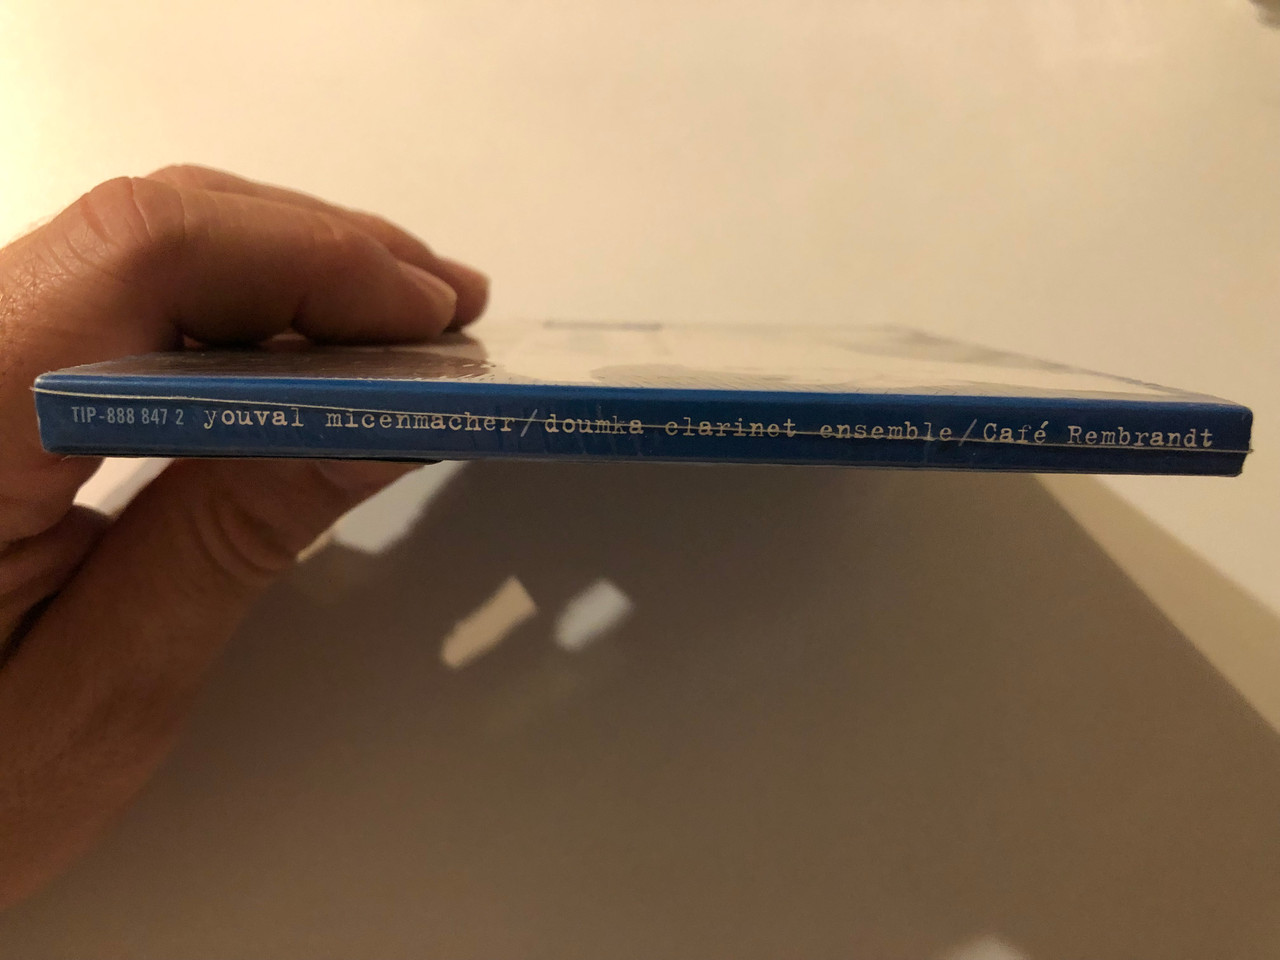 TIP-888 847 2 youval micenmacher/doumka clarinet ensemble/Café Rembrandt